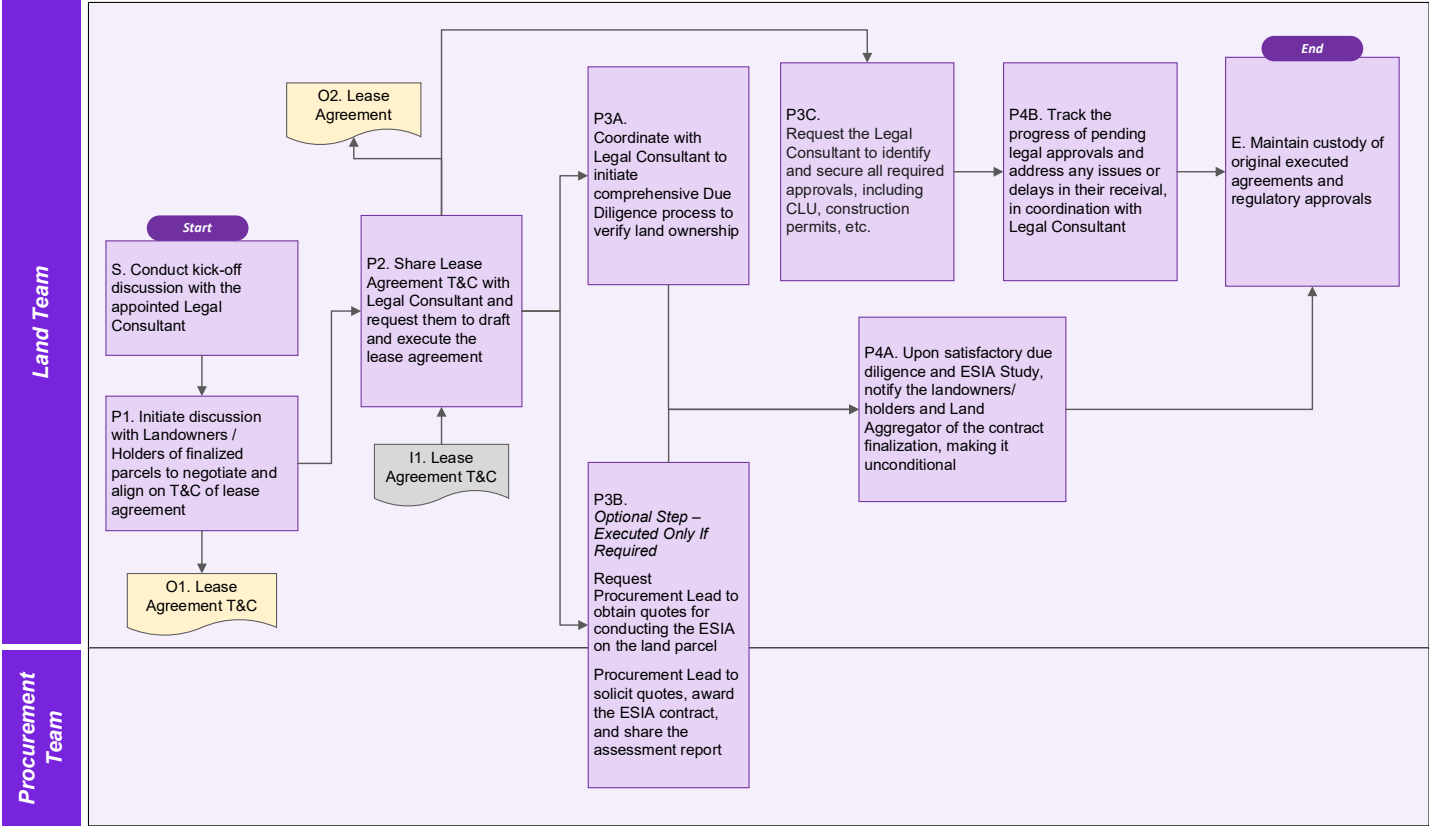 Land Team
Start
S. Conduct kick-off
discussion with the
appointed Legal
Consultant
P1. Initiate discussion
with Landowners /
Holders of finalized
parcels to negotiate and
align on T&C of lease
agreement
O1. Lease
Agreement T&C
O2. Lease
Agreement
P2. Share Lease
Agreement T&C with
Legal Consultant and
request them to draft
and execute the
lease agreement
I1. Lease
Agreement T&C
P3A.
Coordinate with
Legal Consultant to
initiate
comprehensive Due
Diligence process to
verify land ownership
P3B.
Optional Step –
Executed Only If
Required
Request
Procurement Lead to
obtain quotes for
conducting the ESIA
on the land parcel
Procurement Lead to
solicit quotes, award
the ESIA contract,
and share the
assessment report
P3C.
Request the Legal
Consultant to identify
and secure all required
approvals, including
CLU, construction
permits, etc.
P4A. Upon satisfactory due
diligence and ESIA Study,
notify the landowners/
holders and Land
Aggregator of the contract
finalization, making it
unconditional
P4B. Track the
progress of pending
legal approvals and
address any issues or
delays in their receival,
in coordination with
Legal Consultant
End
E. Maintain custody of
original executed
agreements and
regulatory approvals
Procurement
Team